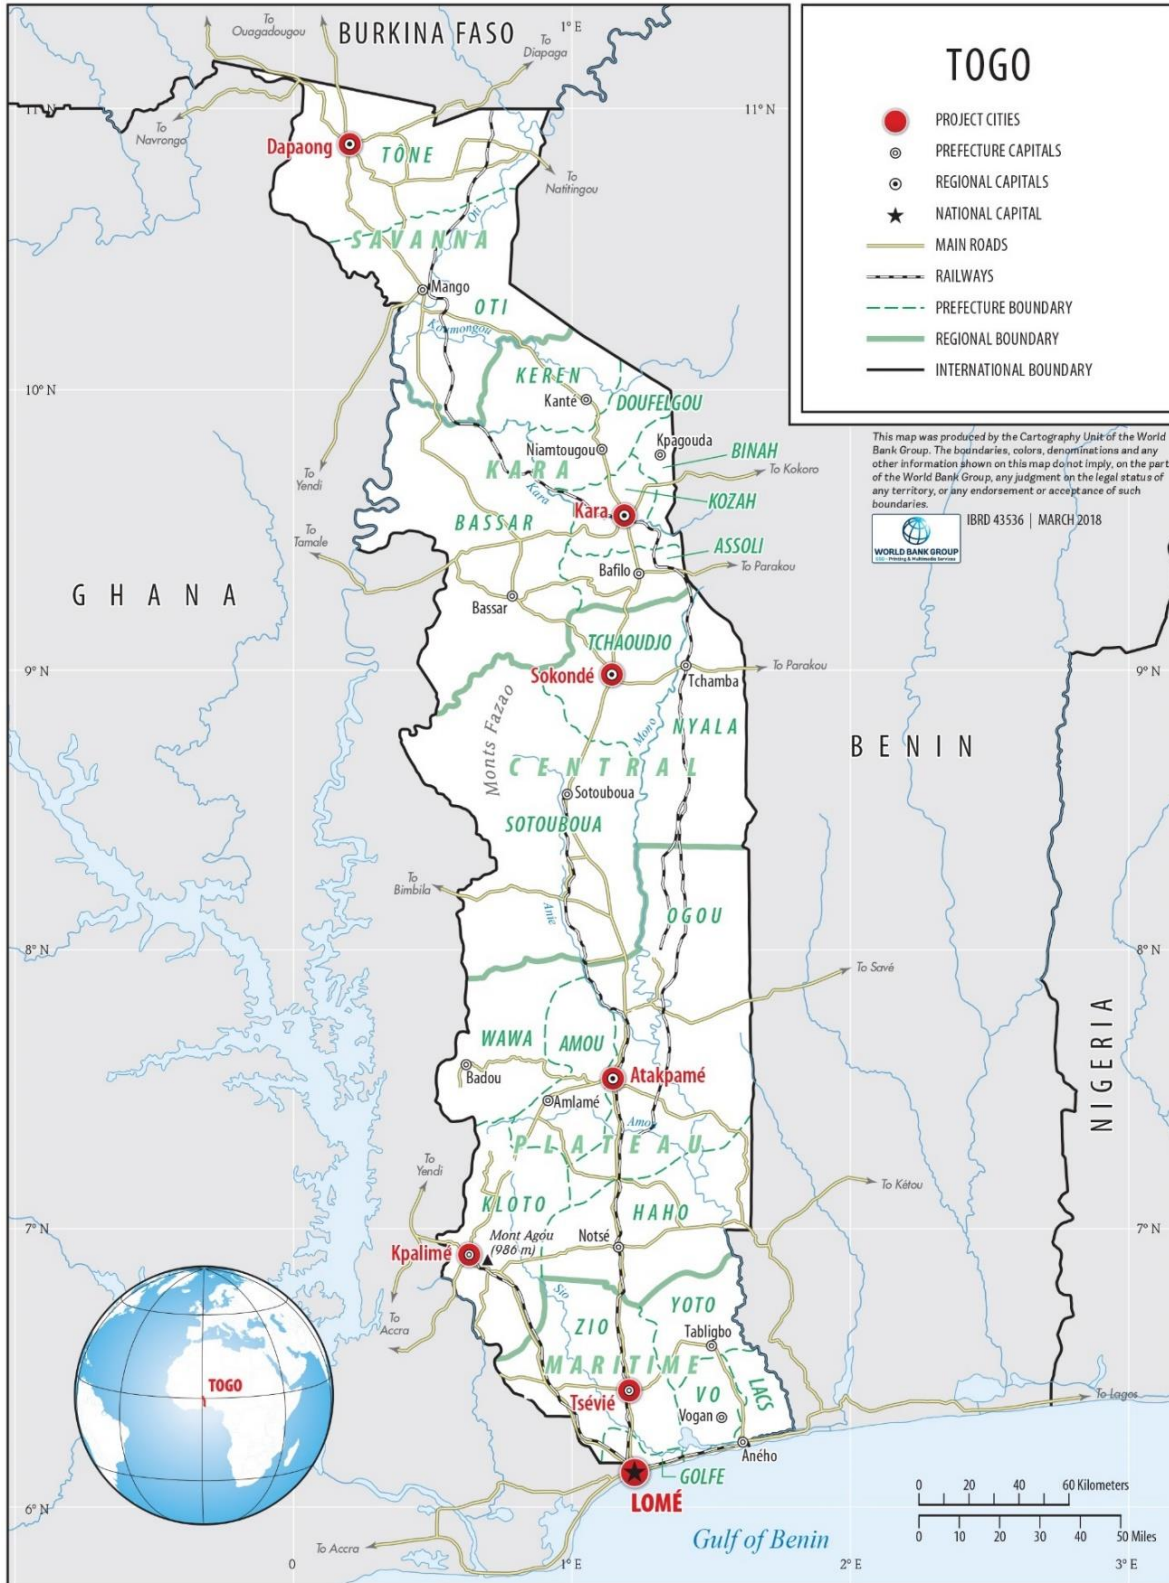 BURKINA FASO
1° E
To
Ouagadougou
To
Diapaga
11° N
11° N
To
Navrongo
Dapaong
TÔNE
To
Natitingou
Oti
SAVANNA
Mango
OTI
Koumongou
10° N
KEREN
Kanté
DOUFELGOU
Niamtougou
Kpagouda
BINAH
To Kokoro
KARA
Kara
To
Yendi
Kara
KOZAH
BASSAR
To
Tamale
ASSOLI
Bafilo
To Parakou
GHANA
Bassar
TCHAOUDJO
9° N
Sokondé
Tchamba
To Parakou
9° N
Monts Fazao
Mono
NYALA
BENIN
CENTRAL
Sotouboua
SOTOUBOUA
To
Bimbila
Anie
OGOU
8° N
To Savé
8° N
WAWA
AMOU
Badou
Atakpamé
Amlamé
NIGERIA
Amou
PLATEAU
To
Yendi
To Kétou
KLOTO
HAHO
7° N
7° N
Kpalimé
Mont Agou
(986 m)
Notsé
To
Accra
Sio
YOTO
ZIO
Tabligbo
MARITIME
TOGO
Tsévié
VO
LACS
Vogan
To Lagos
Aného
GOLFE
LOMÉ
6° N
Gulf of Benin
To Accra
0
1° E
2° E
3° E
TOGO
PROJECT CITIES
PREFECTURE CAPITALS
REGIONAL CAPITALS
NATIONAL CAPITAL
MAIN ROADS
RAILWAYS
PREFECTURE BOUNDARY
REGIONAL BOUNDARY
INTERNATIONAL BOUNDARY
This map was produced by the Cartography Unit of the World
Bank Group. The boundaries, colors, denominations and any
other information shown on this map do not imply, on the part
of the World Bank Group, any judgment on the legal status of
any territory, or any endorsement or acceptance of such
boundaries.
WORLD BANK GROUP
GSD - Printing & Multimedia Services
IBRD 43536 | MARCH 2018
0 20 40 60 Kilometers
0 10 20 30 40 50 Miles